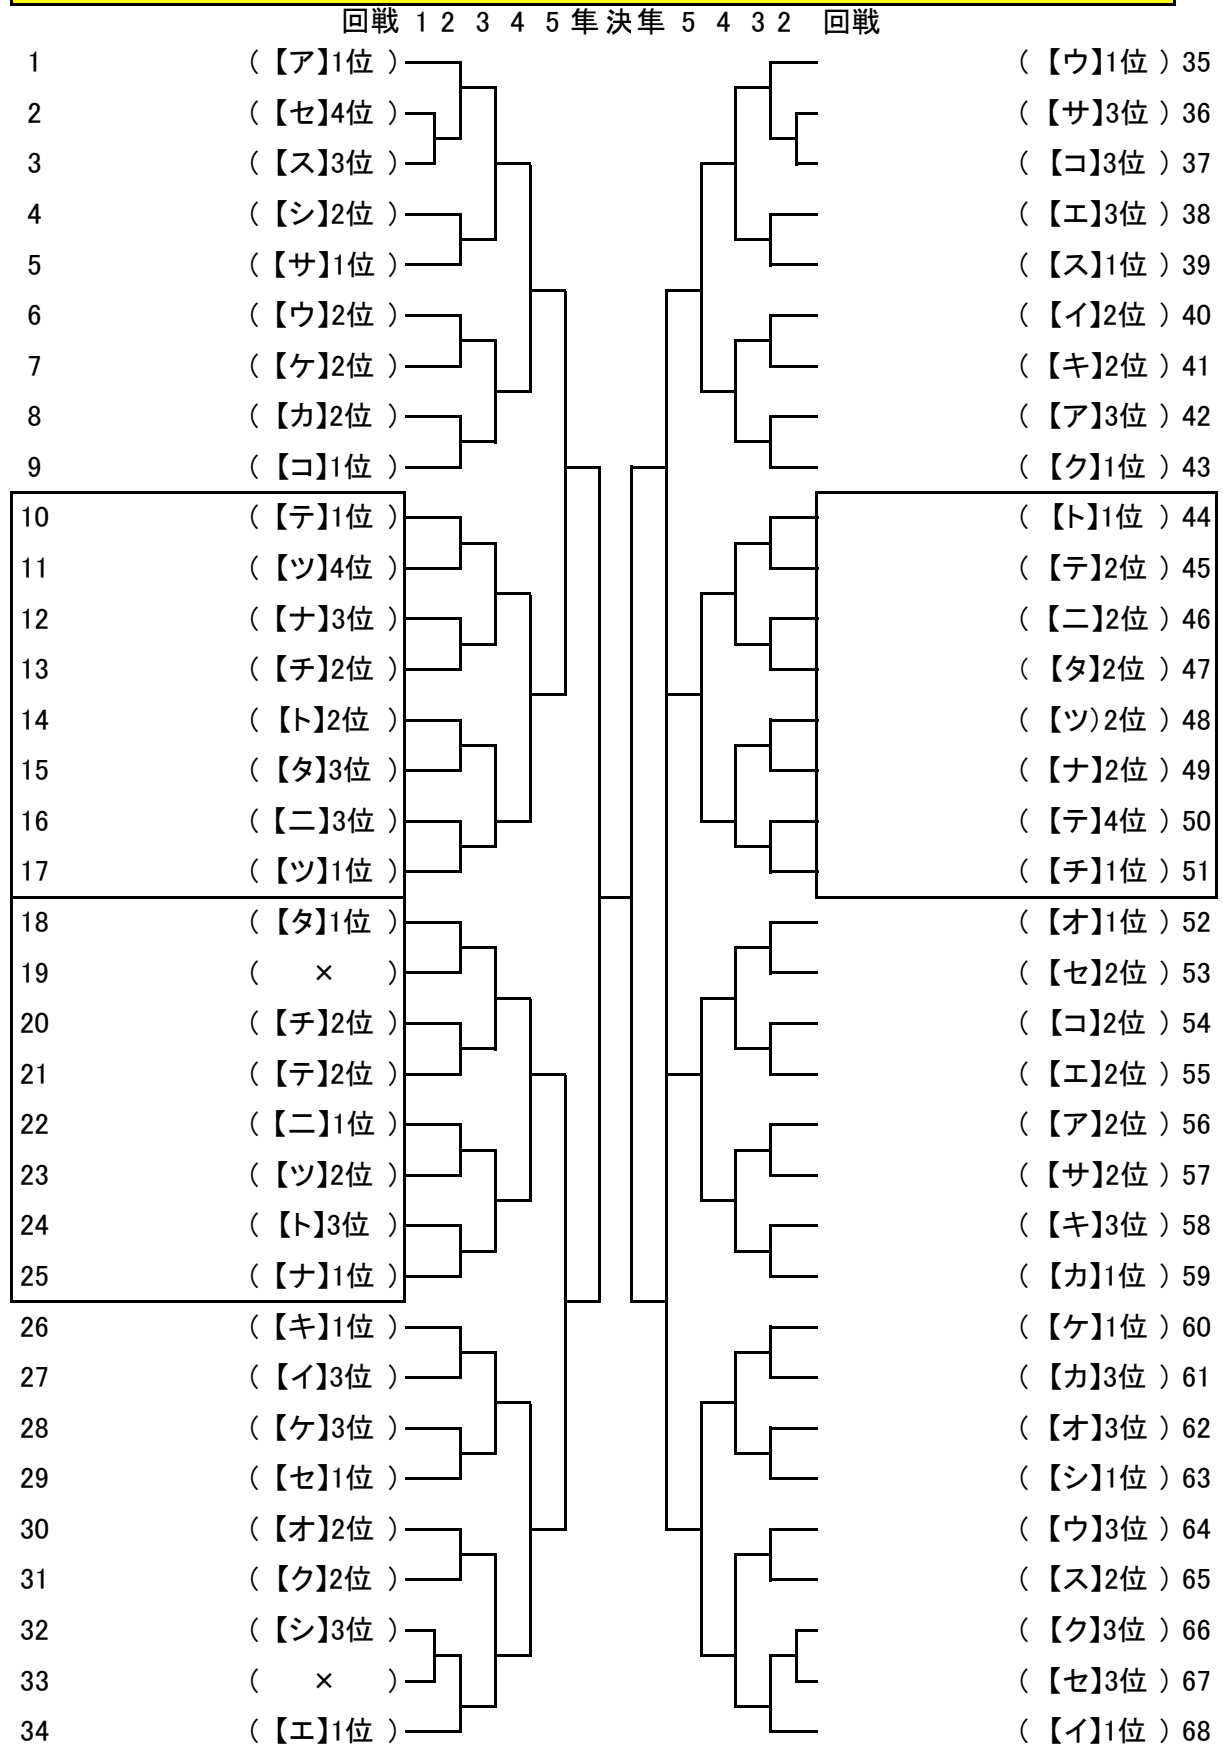 回戦 1 2 3 4 5 隼 決 隼 5 4 3 2 回戦
1 (【ア】1位 ) (【ウ】1位 ) 35
2 (【セ】4位 ) (【サ】3位 ) 36
3 (【ス】3位 ) (【コ】3位 ) 37
4 (【シ】2位 ) (【エ】3位 ) 38
5 (【サ】1位 ) (【ス】1位 ) 39
6 (【ウ】2位 ) (【イ】2位 ) 40
7 (【ケ】2位 ) (【キ】2位 ) 41
8 (【カ】2位 ) (【ア】3位 ) 42
9 (【コ】1位 ) (【ク】1位 ) 43
10 (【テ】1位 ) (【ト】1位 ) 44
11 (【ツ】4位 ) (【テ】2位 ) 45
12 (【ナ】3位 ) (【ニ】2位 ) 46
13 (【チ】2位 ) (【タ】2位 ) 47
14 (【ト】2位 ) (【ツ)2位 ) 48
15 (【タ】3位 ) (【ナ】2位 ) 49
16 (【ニ】3位 ) (【テ】4位 ) 50
17 (【ツ】1位 ) (【チ】1位 ) 51
18 (【タ】1位 ) (【オ】1位 ) 52
19 ( × ) (【セ】2位 ) 53
20 (【チ】2位 ) (【コ】2位 ) 54
21 (【テ】2位 ) (【エ】2位 ) 55
22 (【ニ】1位 ) (【ア】2位 ) 56
23 (【ツ】2位 ) (【サ】2位 ) 57
24 (【ト】3位 ) (【キ】3位 ) 58
25 (【ナ】1位 ) (【カ】1位 ) 59
26 (【キ】1位 ) (【ケ】1位 ) 60
27 (【イ】3位 ) (【カ】3位 ) 61
28 (【ケ】3位 ) (【オ】3位 ) 62
29 (【セ】1位 ) (【シ】1位 ) 63
30 (【オ】2位 ) (【ウ】3位 ) 64
31 (【ク】2位 ) (【ス】2位 ) 65
32 (【シ】3位 ) (【ク】3位 ) 66
33 ( × ) (【セ】3位 ) 67
34 (【エ】1位 ) (【イ】1位 ) 68